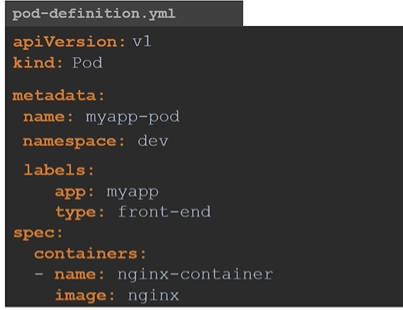 pod-definition.yml
apiVersion: v1
kind: Pod
metadata:
name: myapp-pod
namespace: dev
labels:
app: myapp
type: front-end
spec:
containers:
- name: nginx-container
image: nginx